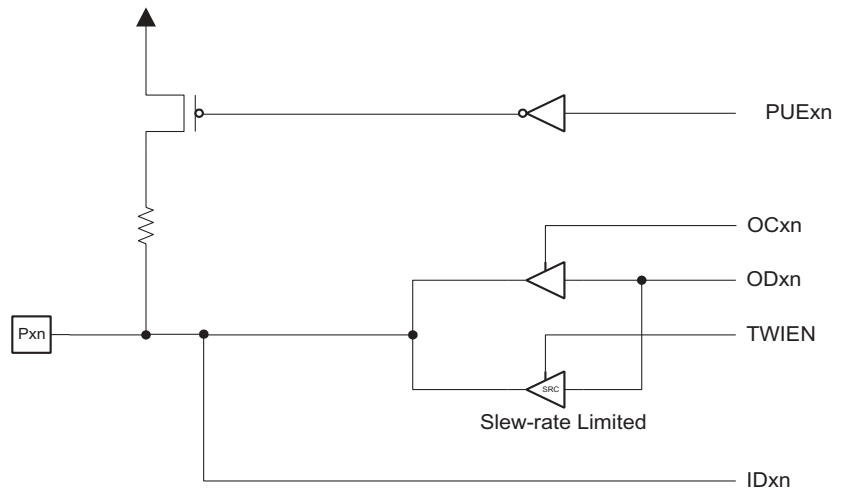 PUExn
OCxn
ODxn
Pxn
TWIEN
SRC
Slew-rate Limited
IDxn